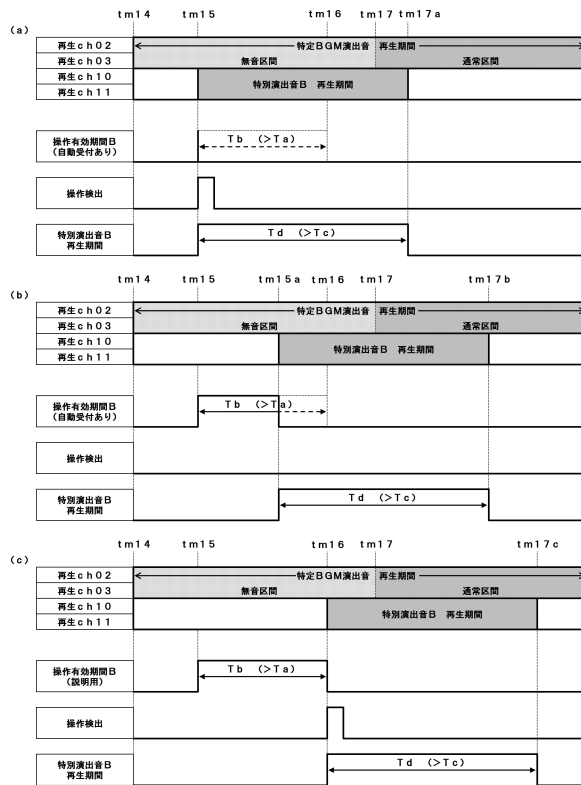 tm14 tm15 tm16 tm17 tm17a
(a)
再生ch02 特定BGM演出音 再生期間
再生ch03 無音区間 通常区間
再生ch10 特別演出音B 再生期間
再生ch11
操作有効期間B
(自動受付あり)
Tb (>Ta)
操作検出
特別演出音B
再生期間
Td (>Tc)
tm14 tm15 tm15a tm16 tm17 tm17b
(b)
再生ch02 特定BGM演出音 再生期間
再生ch03 無音区間 通常区間
再生ch10 特別演出音B 再生期間
再生ch11
操作有効期間B
(自動受付あり)
Tb (>Ta)
操作検出
特別演出音B
再生期間
Td (>Tc)
tm14 tm15 tm16 tm17 tm17c
(c)
再生ch02 特定BGM演出音 再生期間
再生ch03 無音区間 通常区間
再生ch10 特別演出音B 再生期間
再生ch11
操作有効期間B
(説明用)
Tb (>Ta)
操作検出
特別演出音B
再生期間
Td (>Tc)